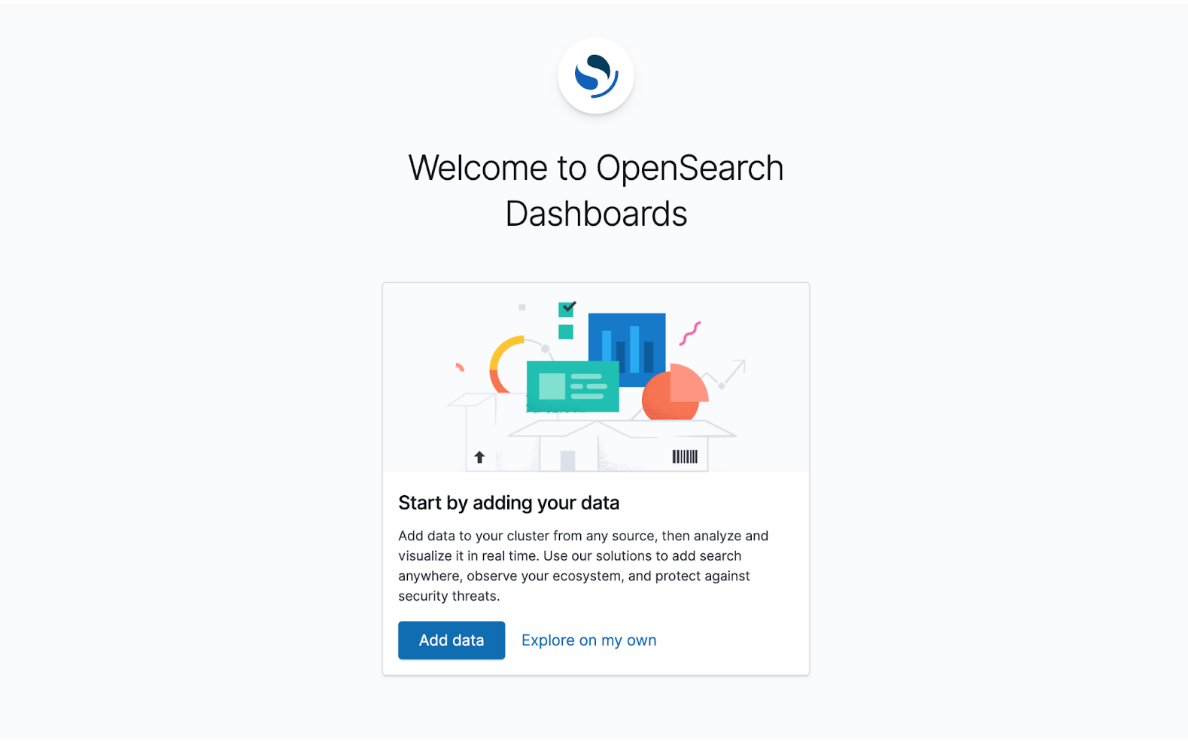 Welcome to OpenSearch
Dashboards
Start by adding your data
Add data to your cluster from any source, then analyze and
visualize it in real time. Use our solutions to add search
anywhere, observe your ecosystem, and protect against
security threats.
Add data
Explore on my own